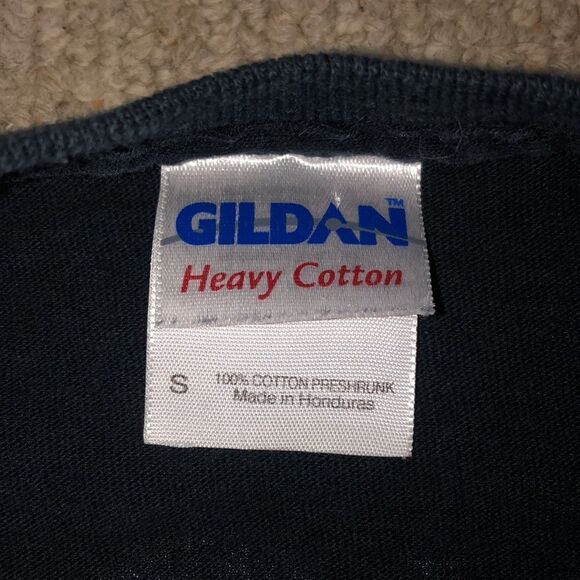 GILDAN™
Heavy Cotton
S
100% COTTON PRESHRUNK
Made in Honduras